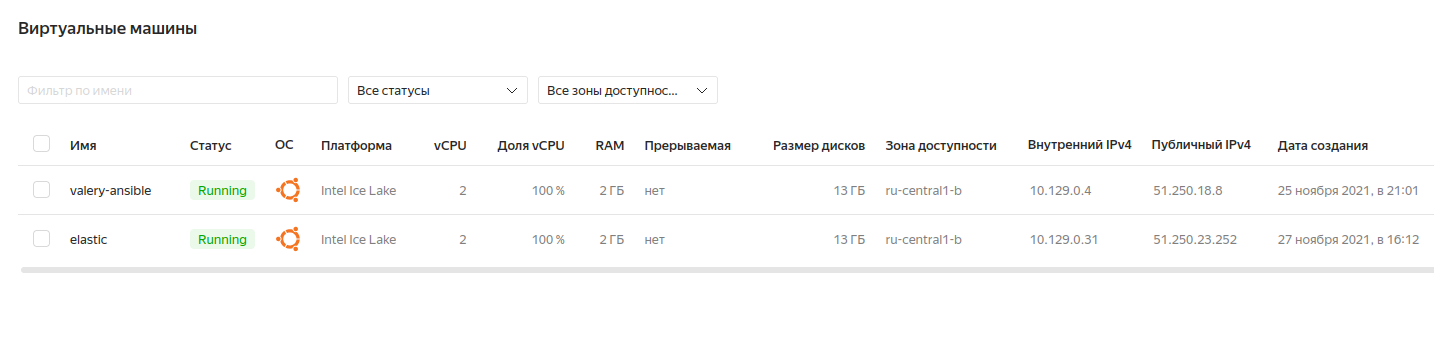 Виртуальные машины
Фильтр по имени Все статусы Все зоны доступнос...
Имя Статус ОС Платформа vCPU Доля vCPU RAM Прерываемая Размер дисков Зона доступности Внутренний IPv4 Публичный IPv4 Дата создания
valery-ansible Running Intel Ice Lake 2 100 % 2 ГБ нет 13 ГБ ru-central1-b 10.129.0.4 51.250.18.8 25 ноября 2021, в 21:01
elastic Running Intel Ice Lake 2 100 % 2 ГБ нет 13 ГБ ru-central1-b 10.129.0.31 51.250.23.252 27 ноября 2021, в 16:12